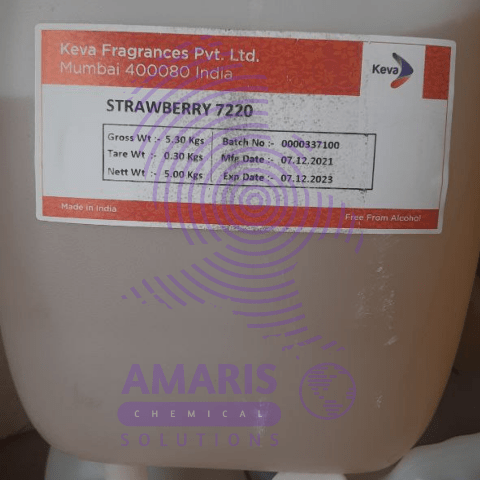 Keva Fragrances Pvt. Ltd.
Mumbai 400080 India
Keva
STRAWBERRY 7220
Gross Wt :- 5.30 Kgs
Tare Wt :- 0.30 Kgs
Nett Wt :- 5.00 Kgs
Batch No :- 0000337100
Mfg Date :- 07.12.2021
Exp Date :- 07.12.2023
Made in India
Free From Alcohol
AMARIS
CHEMICAL
SOLUTIONS